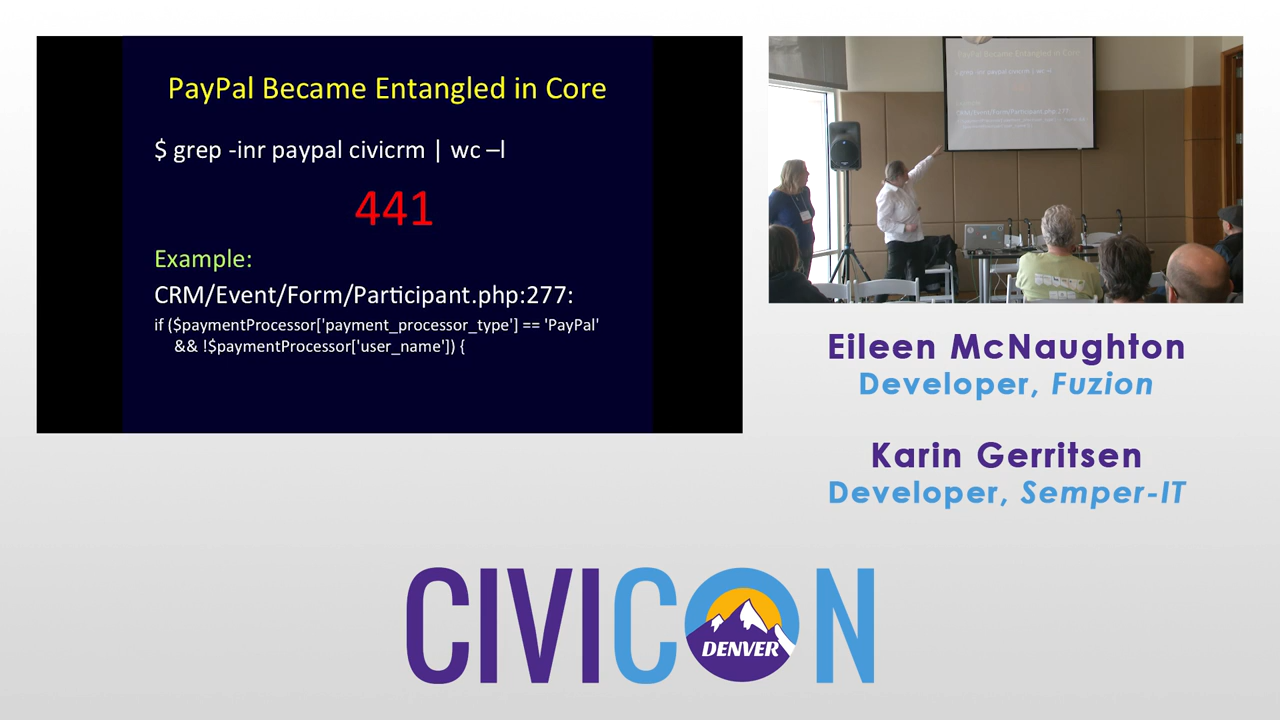 PayPal Became Entangled in Core
$ grep -inr paypal civicrm | wc –l
441
Example:
CRM/Event/Form/Participant.php:277:
if ($paymentProcessor['payment_processor_type'] == 'PayPal'
&& !$paymentProcessor['user_name']) {
Eileen McNaughton
Developer, Fuzion
Karin Gerritsen
Developer, Semper-IT
CIVICON
DENVER